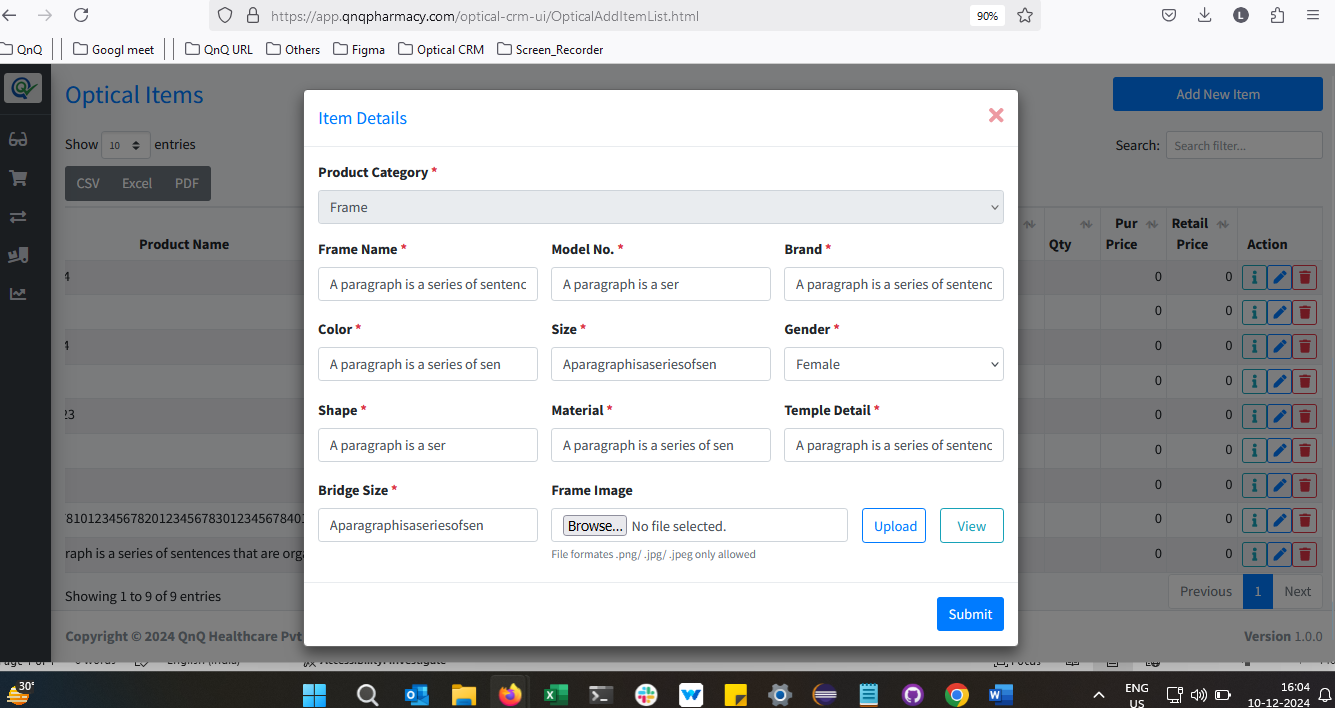 https://app.qnqpharmacy.com/optical-crm-ui/OpticalAddItemList.html
90%
L
QnQ
Googl meet
QnQ URL
Others
Figma
Optical CRM
Screen_Recorder
Optical Items
Add New Item
Show 10 entries
Search: Search filter...
CSV Excel PDF
Product Name
Qty
Pur Price
Retail Price
Action
4
0 0
0 0
4
0 0
0 0
23
0 0
0 0
0 0
810123456782012345678301234567840
0 0
raph is a series of sentences that are orga
0 0
Showing 1 to 9 of 9 entries
Previous 1 Next
Copyright © 2024 QnQ Healthcare Pvt
Version 1.0.0
Item Details
Product Category *
Frame
Frame Name * Model No. * Brand *
A paragraph is a series of sentenc A paragraph is a ser A paragraph is a series of sentenc
Color * Size * Gender *
A paragraph is a series of sen Aparagraphisaseriesofsen Female
Shape * Material * Temple Detail *
A paragraph is a ser A paragraph is a series of sen A paragraph is a series of sentenc
Bridge Size * Frame Image
Aparagraphisaseriesofsen Browse... No file selected. Upload View
File formates .png/ .jpg/ .jpeg only allowed
Submit
30°
ENG
US
16:04
10-12-2024